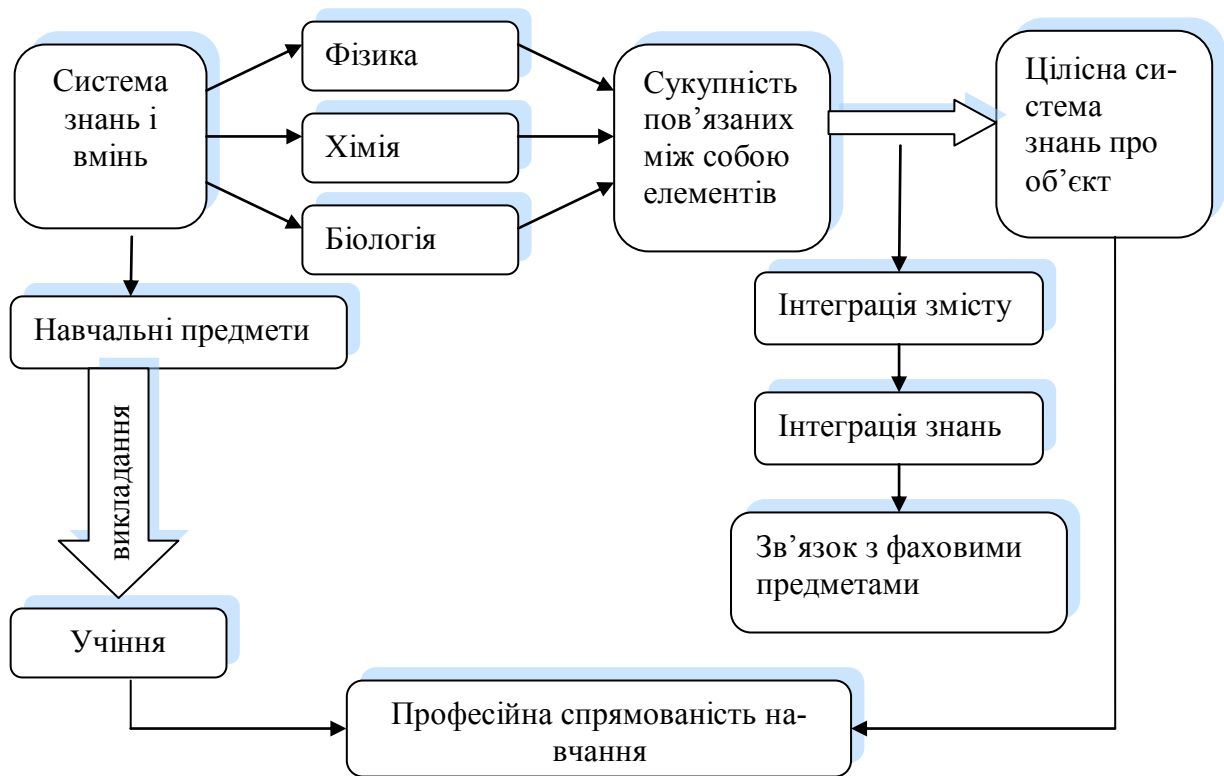 Система
знань і
вмінь
Фізика
Хімія
Біологія
Сукупність
пов’язаних
між собою
елементів
Цілісна си-
стема
знань про
об’єкт
Навчальні предмети
викладання
Учіння
Інтеграція змісту
Інтеграція знань
Зв’язок з фаховими
предметами
Професійна спрямованість на-
вчання